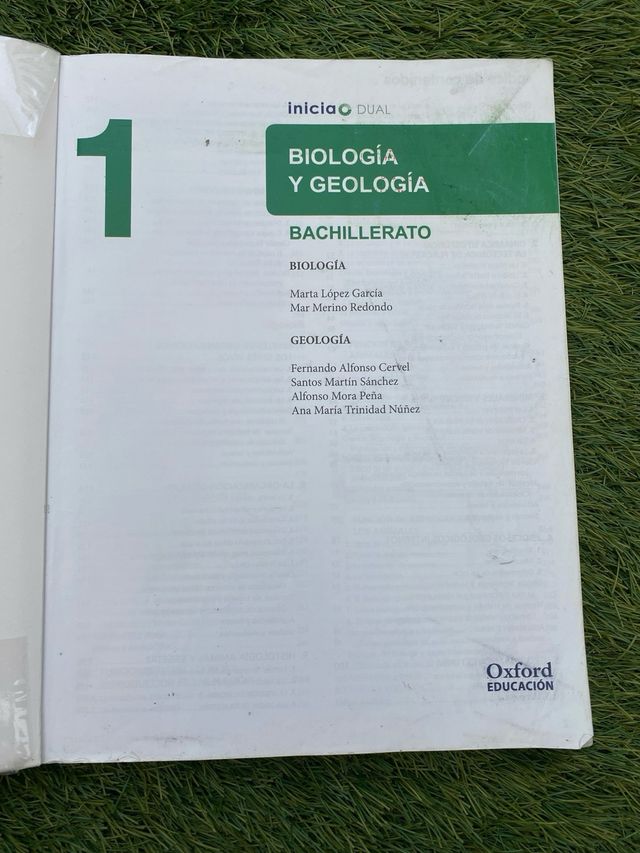 1
inicia DUAL
BIOLOGÍA
Y GEOLOGÍA
BACHILLERATO
BIOLOGÍA
Marta López García
Mar Merino Redondo
GEOLOGÍA
Fernando Alfonso Cervel
Santos Martín Sánchez
Alfonso Mora Peña
Ana María Trinidad Núñez
Oxford
EDUCACIÓN